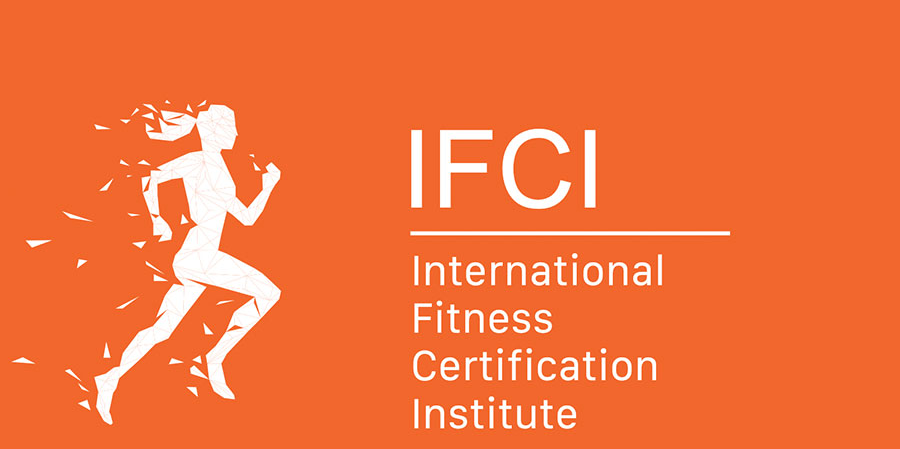 IFCI
International
Fitness
Certification
Institute